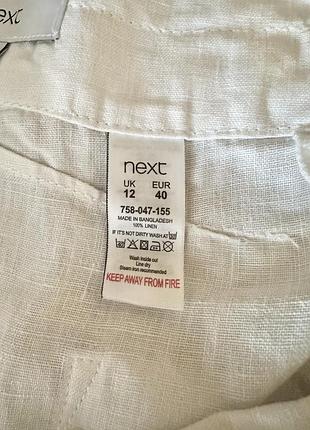 next
next
UK EUR
12 40
758-047-155
MADE IN BANGLADESH
100% LINEN
IF IT'S NOT DIRTY WASH AT
Wash inside out
Line dry
Steam iron recommended
KEEP AWAY FROM FIRE